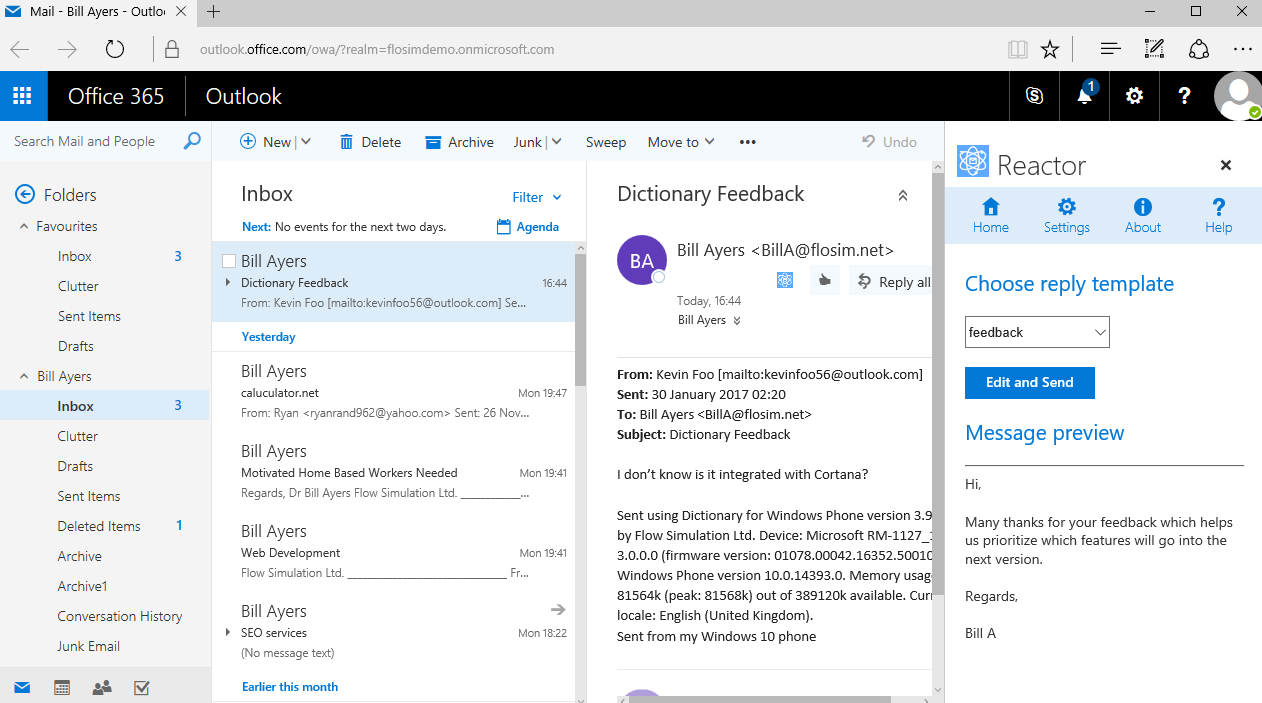 Mail - Bill Ayers - Outlo
outlook.office.com/owa/?realm=flosimdemo.onmicrosoft.com
Office 365
Outlook
1
?
Search Mail and People
New
Delete
Archive
Junk
Sweep
Move to
•••
Undo
Folders
Favourites
Inbox 3
Clutter
Sent Items
Drafts
Bill Ayers
Inbox 3
Clutter
Drafts
Sent Items
Deleted Items 1
Archive
Archive1
Conversation History
Junk Email
Inbox
Filter
Next: No events for the next two days.
Agenda
Bill Ayers
Dictionary Feedback 16:44
From: Kevin Foo [mailto:kevinfoo56@outlook.com] Se...
Yesterday
Bill Ayers
caluculator.net Mon 19:47
From: Ryan <ryanrand962@yahoo.com> Sent: 26 Nov...
Bill Ayers
Motivated Home Based Workers Needed Mon 19:41
Regards, Dr Bill Ayers Flow Simulation Ltd. ___________...
Bill Ayers
Web Development Mon 19:41
Flow Simulation Ltd. ____________________________ Fr...
Bill Ayers
SEO services Mon 18:22
(No message text)
Earlier this month
Dictionary Feedback
BA
Bill Ayers <BillA@flosim.net>
Reply all
Today, 16:44
Bill Ayers
From: Kevin Foo [mailto:kevinfoo56@outlook.com]
Sent: 30 January 2017 02:20
To: Bill Ayers <BillA@flosim.net>
Subject: Dictionary Feedback
I don't know is it integrated with Cortana?
Sent using Dictionary for Windows Phone version 3.9
by Flow Simulation Ltd. Device: Microsoft RM-1127_1
3.0.0.0 (firmware version: 01078.00042.16352.50010
Windows Phone version 10.0.14393.0. Memory usag
81564k (peak: 81568k) out of 389120k available. Curr
locale: English (United Kingdom).
Sent from my Windows 10 phone
Reactor
Home
Settings
About
?
Help
Choose reply template
feedback
Edit and Send
Message preview
Hi,
Many thanks for your feedback which helps
us prioritize which features will go into the
next version.
Regards,
Bill A